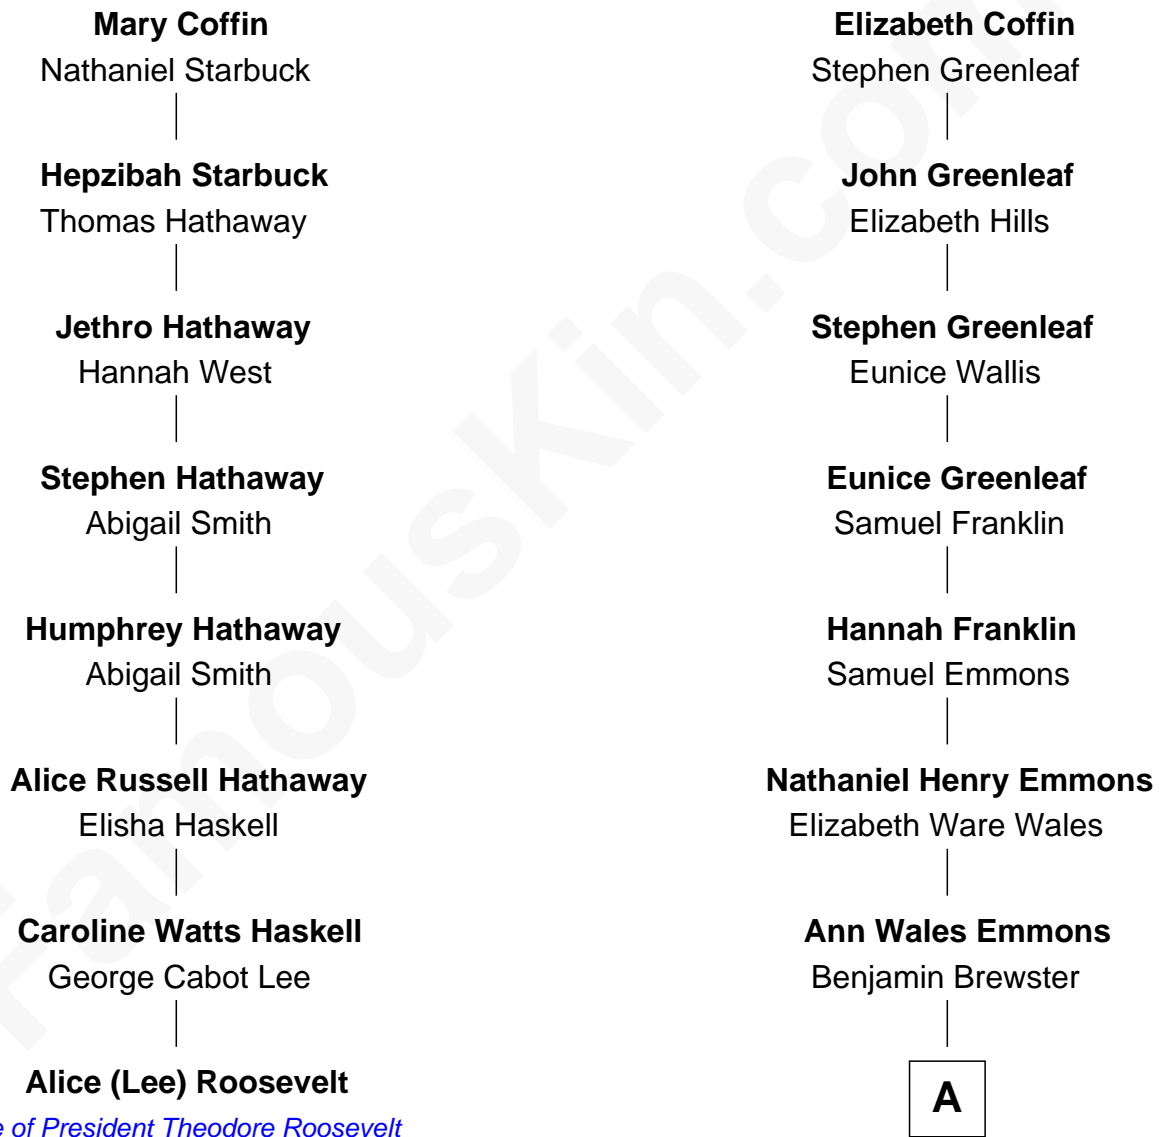 Mary Coffin
Nathaniel Starbuck
Hepzibah Starbuck
Thomas Hathaway
Jethro Hathaway
Hannah West
Stephen Hathaway
Abigail Smith
Humphrey Hathaway
Abigail Smith
Alice Russell Hathaway
Elisha Haskell
Caroline Watts Haskell
George Cabot Lee
Alice (Lee) Roosevelt
e of President Theodore Roosevelt
Elizabeth Coffin
Stephen Greenleaf
John Greenleaf
Elizabeth Hills
Stephen Greenleaf
Eunice Wallis
Eunice Greenleaf
Samuel Franklin
Hannah Franklin
Samuel Emmons
Nathaniel Henry Emmons
Elizabeth Ware Wales
Ann Wales Emmons
Benjamin Brewster
A
FamousKin.com